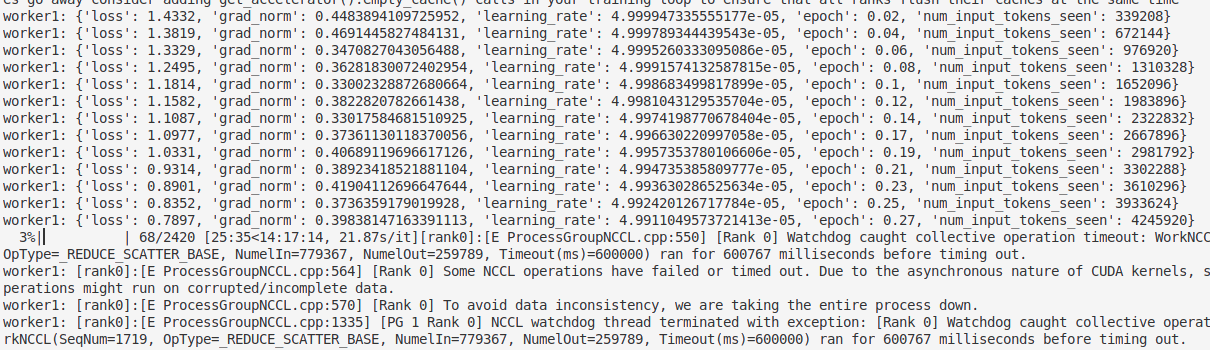 es go away consider adding get_accelerator().empty_cache() calls in your training loop to ensure that all ranks flush their caches at the same time
worker1: {'loss': 1.4332, 'grad_norm': 0.4483894109725952, 'learning_rate': 4.999947335555177e-05, 'epoch': 0.02, 'num_input_tokens_seen': 339208}
worker1: {'loss': 1.3819, 'grad_norm': 0.4691445827484131, 'learning_rate': 4.999789344439543e-05, 'epoch': 0.04, 'num_input_tokens_seen': 672144}
worker1: {'loss': 1.3329, 'grad_norm': 0.3470827043056488, 'learning_rate': 4.9995260333095086e-05, 'epoch': 0.06, 'num_input_tokens_seen': 976920}
worker1: {'loss': 1.2495, 'grad_norm': 0.36281830072402954, 'learning_rate': 4.9991574132587815e-05, 'epoch': 0.08, 'num_input_tokens_seen': 1310328}
worker1: {'loss': 1.1814, 'grad_norm': 0.33002328872680664, 'learning_rate': 4.998683499817899e-05, 'epoch': 0.1, 'num_input_tokens_seen': 1652096}
worker1: {'loss': 1.1582, 'grad_norm': 0.3822820782661438, 'learning_rate': 4.9981043129535704e-05, 'epoch': 0.12, 'num_input_tokens_seen': 1983896}
worker1: {'loss': 1.1087, 'grad_norm': 0.33017584681510925, 'learning_rate': 4.9974198770678404e-05, 'epoch': 0.14, 'num_input_tokens_seen': 2322832}
worker1: {'loss': 1.0977, 'grad_norm': 0.37361130118370056, 'learning_rate': 4.996630220997058e-05, 'epoch': 0.17, 'num_input_tokens_seen': 2667896}
worker1: {'loss': 1.0331, 'grad_norm': 0.40689119696617126, 'learning_rate': 4.9957353780106606e-05, 'epoch': 0.19, 'num_input_tokens_seen': 2981792}
worker1: {'loss': 0.9314, 'grad_norm': 0.38923418521881104, 'learning_rate': 4.994735385809777e-05, 'epoch': 0.21, 'num_input_tokens_seen': 3302288}
worker1: {'loss': 0.8901, 'grad_norm': 0.41904112696647644, 'learning_rate': 4.993630286525634e-05, 'epoch': 0.23, 'num_input_tokens_seen': 3610296}
worker1: {'loss': 0.8352, 'grad_norm': 0.3736359179019928, 'learning_rate': 4.992420126717784e-05, 'epoch': 0.25, 'num_input_tokens_seen': 3933624}
worker1: {'loss': 0.7897, 'grad_norm': 0.39838147163391113, 'learning_rate': 4.9911049573721413e-05, 'epoch': 0.27, 'num_input_tokens_seen': 4245920}
3%| | 68/2420 [25:35<14:17:14, 21.87s/it][rank0]:[E ProcessGroupNCCL.cpp:550] [Rank 0] Watchdog caught collective operation timeout: WorkNCC
OpType=_REDUCE_SCATTER_BASE, NumelIn=779367, NumelOut=259789, Timeout(ms)=600000) ran for 600767 milliseconds before timing out.
worker1: [rank0]:[E ProcessGroupNCCL.cpp:564] [Rank 0] Some NCCL operations have failed or timed out. Due to the asynchronous nature of CUDA kernels, s
perations might run on corrupted/incomplete data.
worker1: [rank0]:[E ProcessGroupNCCL.cpp:570] [Rank 0] To avoid data inconsistency, we are taking the entire process down.
worker1: [rank0]:[E ProcessGroupNCCL.cpp:1335] [PG 1 Rank 0] NCCL watchdog thread terminated with exception: [Rank 0] Watchdog caught collective operat
rkNCCL(SeqNum=1719, OpType=_REDUCE_SCATTER_BASE, NumelIn=779367, NumelOut=259789, Timeout(ms)=600000) ran for 600767 milliseconds before timing out.